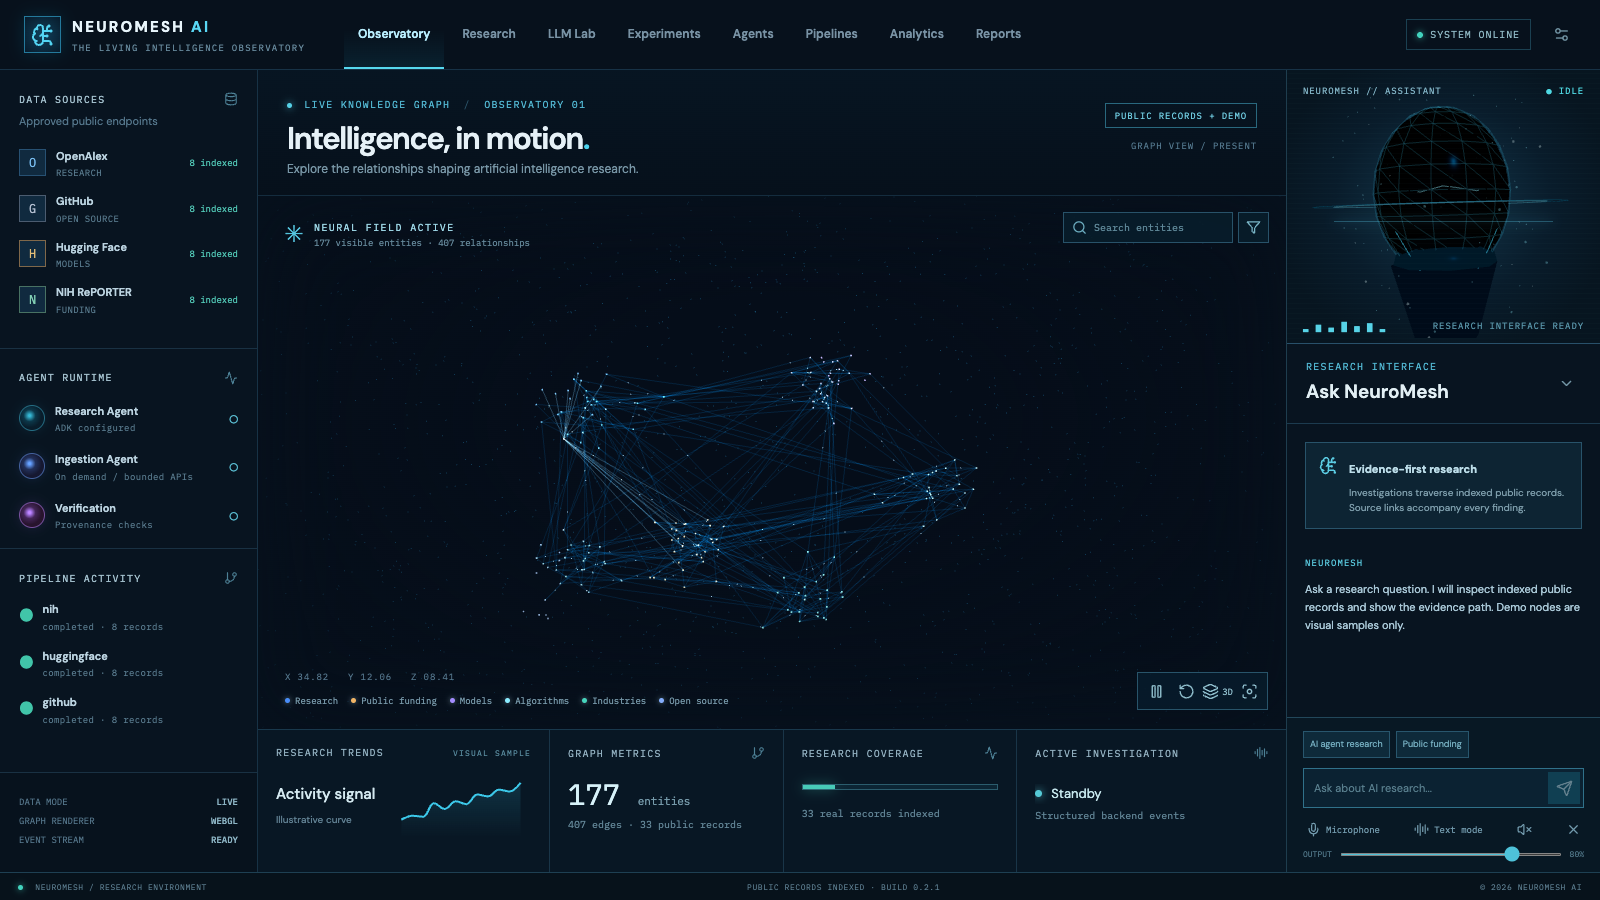 NEUROMESH AI
THE LIVING INTELLIGENCE OBSERVATORY
Observatory
Research
LLM Lab
Experiments
Agents
Pipelines
Analytics
Reports
SYSTEM ONLINE
DATA SOURCES
Approved public endpoints
O
OpenAlex
RESEARCH
8 indexed
G
GitHub
OPEN SOURCE
8 indexed
H
Hugging Face
MODELS
8 indexed
N
NIH RePORTER
FUNDING
8 indexed
AGENT RUNTIME
Research Agent
ADK configured
Ingestion Agent
On demand / bounded APIs
Verification
Provenance checks
PIPELINE ACTIVITY
nih
completed · 8 records
huggingface
completed · 8 records
github
completed · 8 records
DATA MODE LIVE
GRAPH RENDERER WEBGL
EVENT STREAM READY
LIVE KNOWLEDGE GRAPH / OBSERVATORY 01
Intelligence, in motion.
Explore the relationships shaping artificial intelligence research.
PUBLIC RECORDS + DEMO
GRAPH VIEW / PRESENT
NEURAL FIELD ACTIVE
177 visible entities · 407 relationships
Search entities
X 34.82 Y 12.06 Z 08.41
Research
Public funding
Models
Algorithms
Industries
Open source
3D
RESEARCH TRENDS
VISUAL SAMPLE
Activity signal
Illustrative curve
GRAPH METRICS
177 entities
407 edges · 33 public records
RESEARCH COVERAGE
33 real records indexed
ACTIVE INVESTIGATION
Standby
Structured backend events
NEUROMESH // ASSISTANT
IDLE
RESEARCH INTERFACE READY
RESEARCH INTERFACE
Ask NeuroMesh
Evidence-first research
Investigations traverse indexed public records.
Source links accompany every finding.
NEUROMESH
Ask a research question. I will inspect indexed public
records and show the evidence path. Demo nodes are
visual samples only.
AI agent research
Public funding
Ask about AI research...
Microphone
Text mode
OUTPUT
80%
NEUROMESH / RESEARCH ENVIRONMENT
PUBLIC RECORDS INDEXED · BUILD 0.2.1
© 2026 NEUROMESH AI